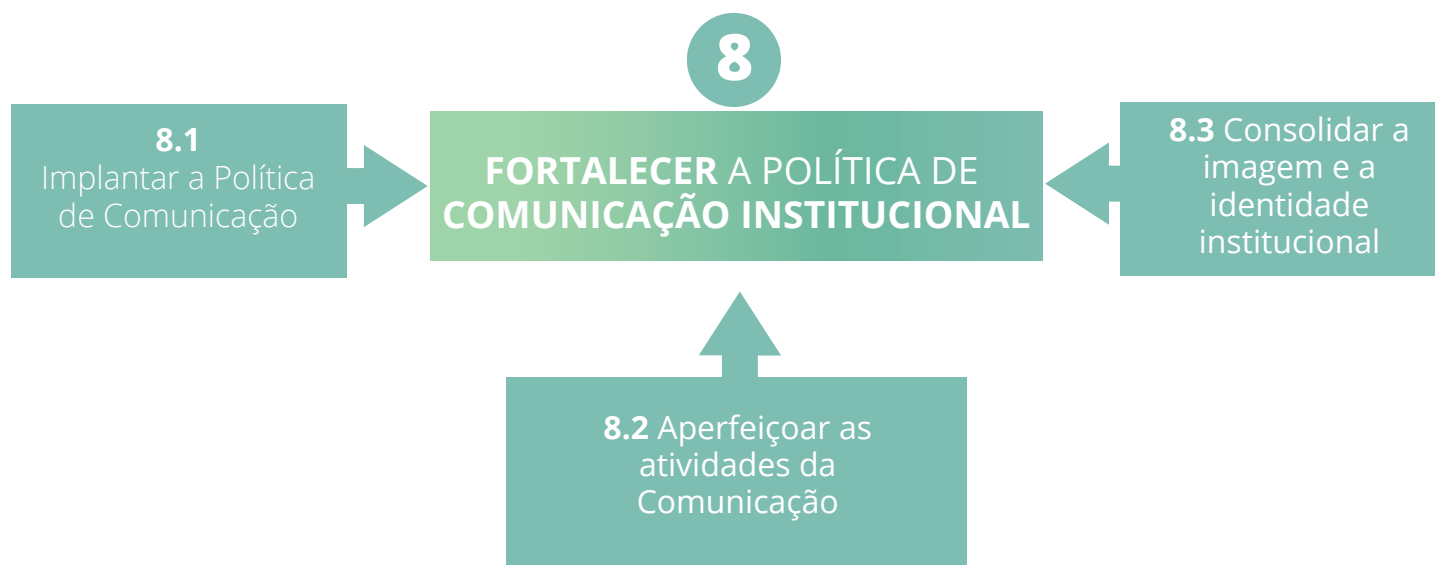 8
8.1
Implantar a Política
de Comunicação
FORTALECER A POLÍTICA DE
COMUNICAÇÃO INSTITUCIONAL
8.3 Consolidar a
imagem e a
identidade
institucional
8.2 Aperfeiçoar as
atividades da
Comunicação